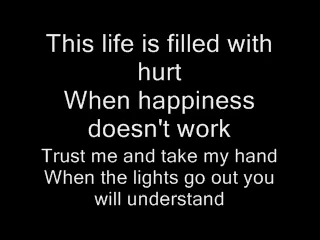 This life is filled with
hurt
When happiness
doesn't work
Trust me and take my hand
When the lights go out you
will understand